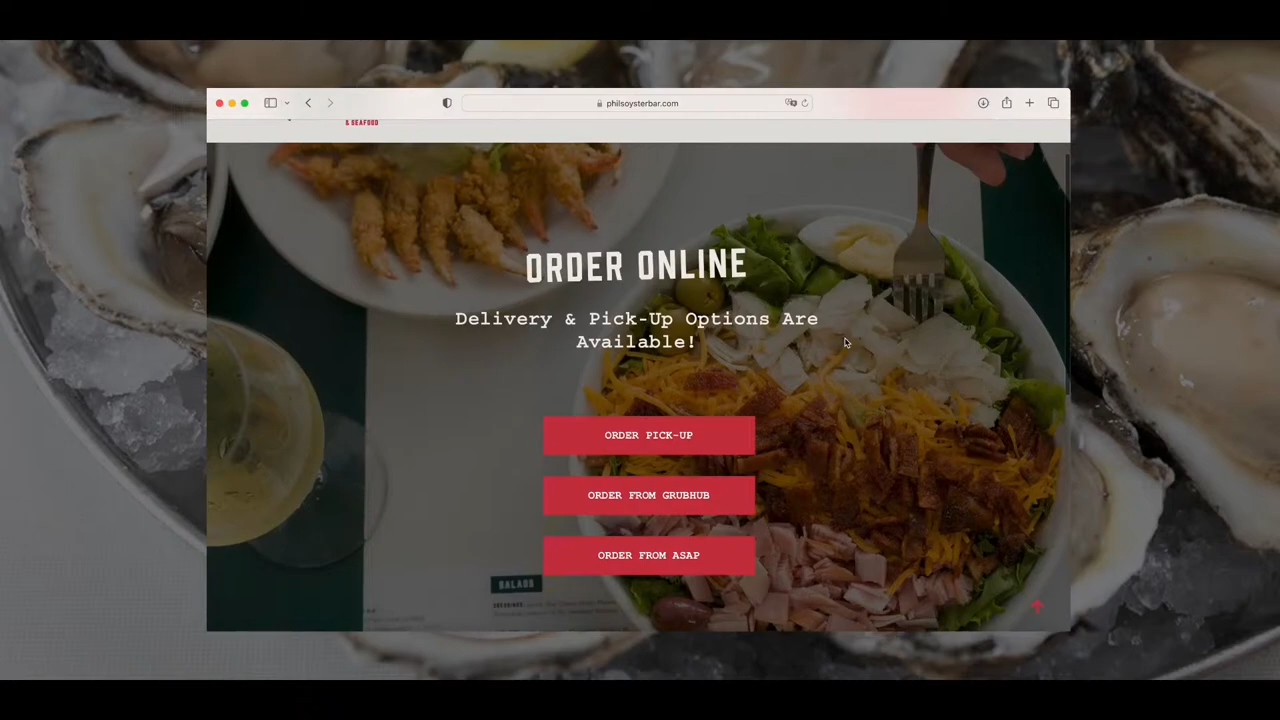 philsoysterbar.com
& SEAFOOD
ORDER ONLINE
Delivery & Pick-Up Options Are
Available!
ORDER PICK-UP
ORDER FROM GRUBHUB
ORDER FROM ASAP
SALADS